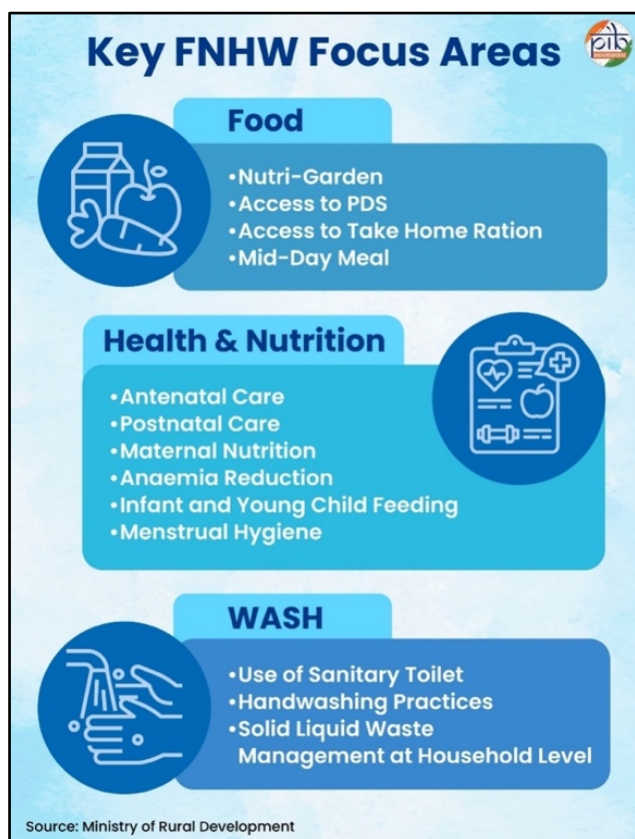 Key FNHW Focus Areas
pib
Food
•Nutri-Garden
•Access to PDS
•Access to Take Home Ration
•Mid-Day Meal
Health & Nutrition
•Antenatal Care
•Postnatal Care
•Maternal Nutrition
•Anaemia Reduction
•Infant and Young Child Feeding
•Menstrual Hygiene
WASH
•Use of Sanitary Toilet
•Handwashing Practices
•Solid Liquid Waste
Management at Household Level
Source: Ministry of Rural Development